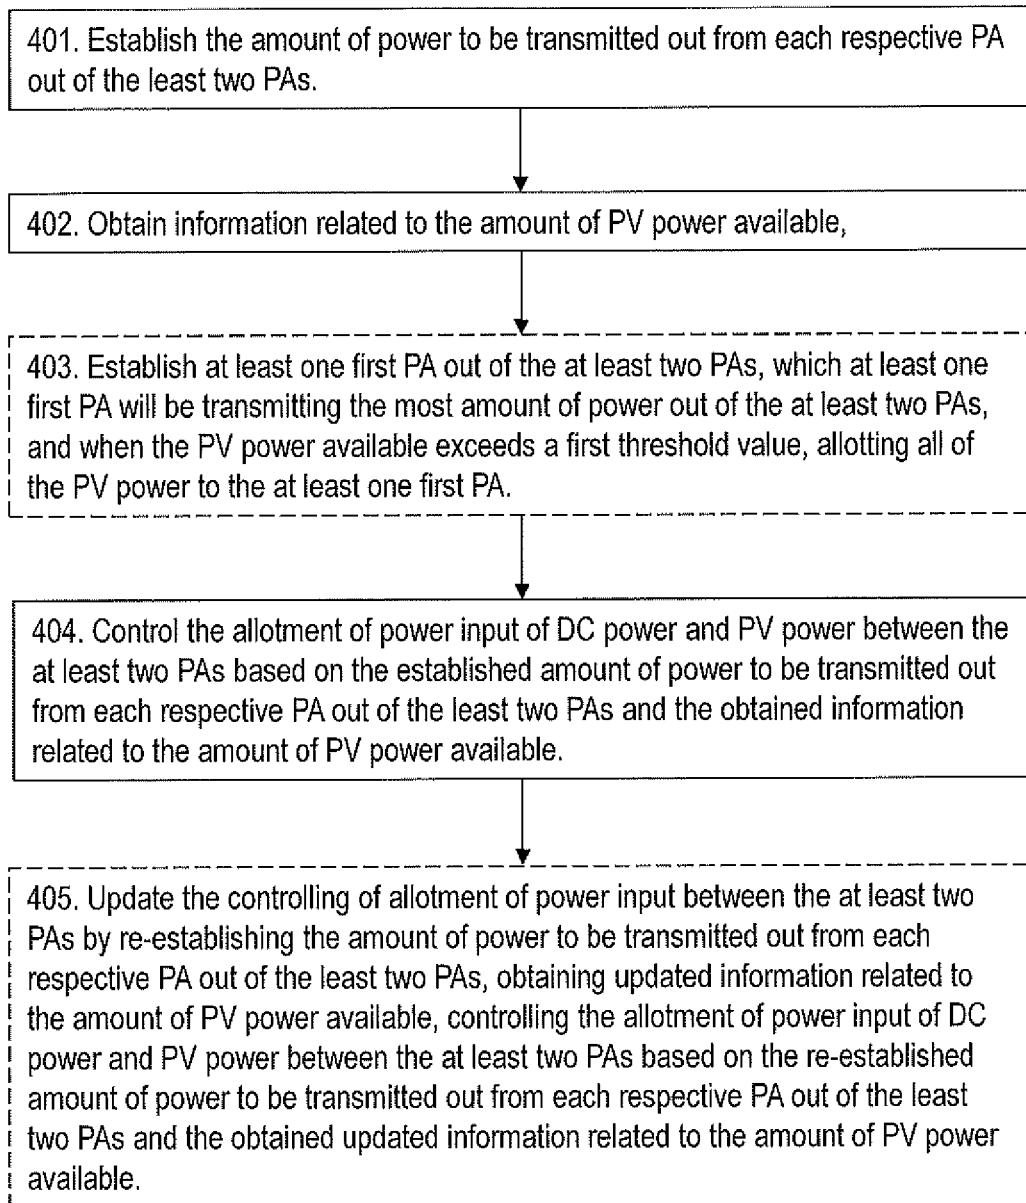 401. Establish the amount of power to be transmitted out from each respective PA
out of the least two PAs.
402. Obtain information related to the amount of PV power available,
403. Establish at least one first PA out of the at least two PAs, which at least one
first PA will be transmitting the most amount of power out of the at least two PAs,
and when the PV power available exceeds a first threshold value, allotting all of
the PV power to the at least one first PA.
404. Control the allotment of power input of DC power and PV power between the
at least two PAs based on the established amount of power to be transmitted out
from each respective PA out of the least two PAs and the obtained information
related to the amount of PV power available.
405. Update the controlling of allotment of power input between the at least two
PAs by re-establishing the amount of power to be transmitted out from each
respective PA out of the least two PAs, obtaining updated information related to
the amount of PV power available, controlling the allotment of power input of DC
power and PV power between the at least two PAs based on the re-established
amount of power to be transmitted out from each respective PA out of the least
two PAs and the obtained updated information related to the amount of PV power
available.